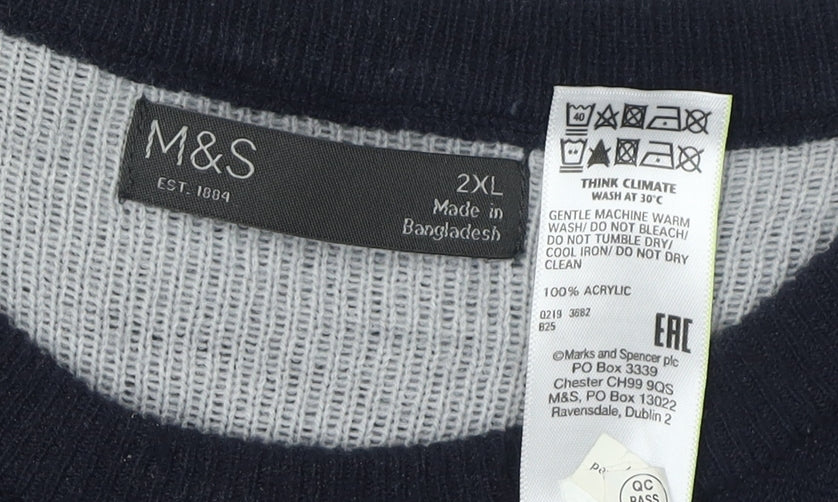 M&S
EST. 1884
2XL
Made in
Bangladesh
40
THINK CLIMATE
WASH AT 30°C
GENTLE MACHINE WARM
WASH/ DO NOT BLEACH/
DO NOT TUMBLE DRY/
COOL IRON/ DO NOT DRY
CLEAN
100% ACRYLIC
0219 3682
B25
EAC
©Marks and Spencer plc
PO Box 3339
Chester CH99 9QS
M&S, PO Box 13022
Ravensdale, Dublin 2
QC
PASS